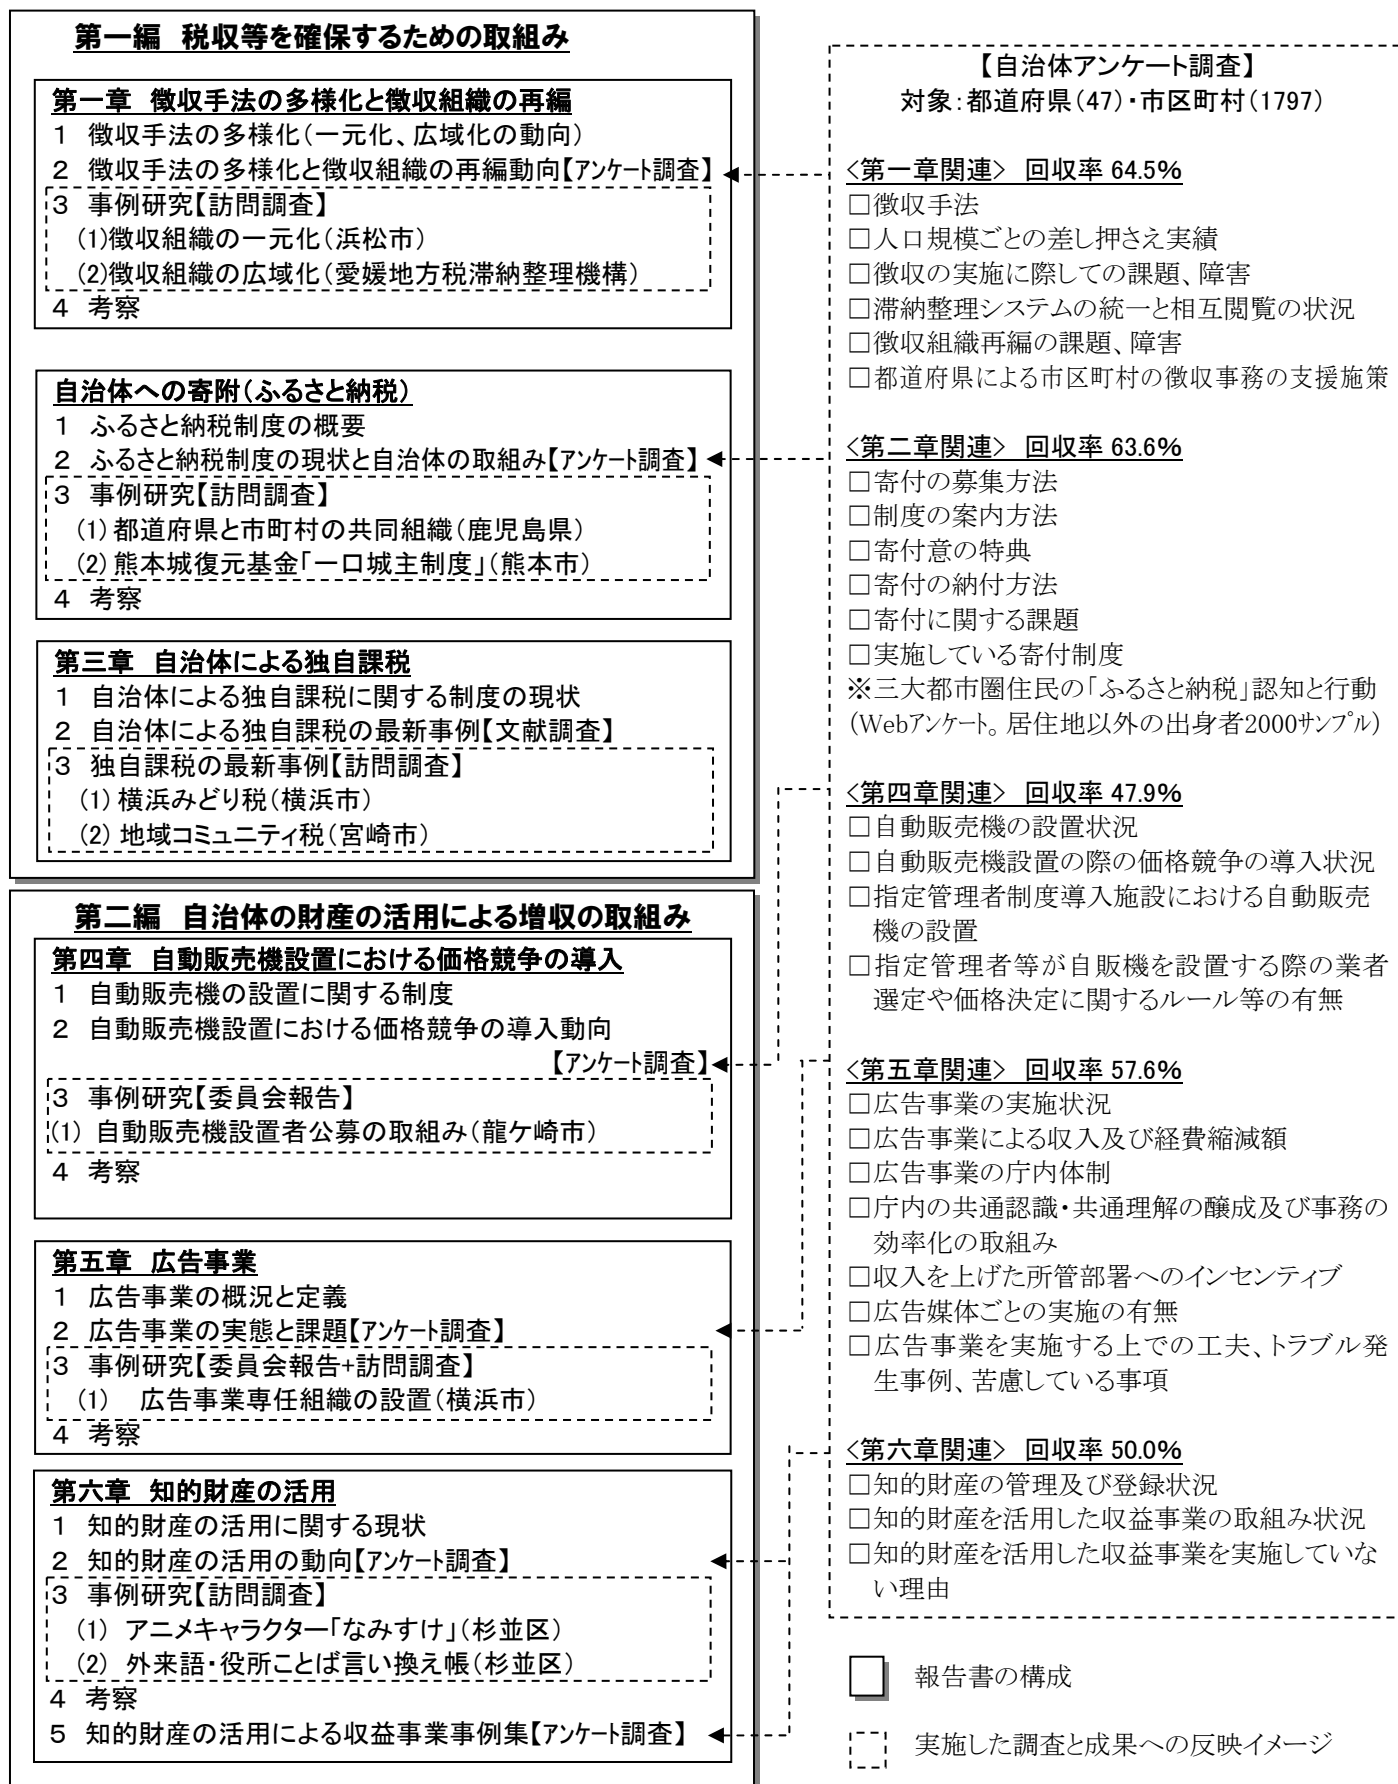 第一編 税収等を確保するための取組み
第一章 徴収手法の多様化と徴収組織の再編
1 徴収手法の多様化(一元化、広域化の動向)
2 徴収手法の多様化と徴収組織の再編動向【アンケート調査】
3 事例研究【訪問調査】
(1)徴収組織の一元化(浜松市)
(2)徴収組織の広域化(愛媛地方税滞納整理機構)
4 考察
自治体への寄附(ふるさと納税)
1 ふるさと納税制度の概要
2 ふるさと納税制度の現状と自治体の取組み【アンケート調査】
3 事例研究【訪問調査】
(1)都道府県と市町村の共同組織(鹿児島県)
(2)熊本城復元基金「一口城主制度」(熊本市)
4 考察
第三章 自治体による独自課税
1 自治体による独自課税に関する制度の現状
2 自治体による独自課税の最新事例【文献調査】
3 独自課税の最新事例【訪問調査】
(1)横浜みどり税(横浜市)
(2)地域コミュニティ税(宮崎市)
第二編 自治体の財産の活用による増収の取組み
第四章 自動販売機設置における価格競争の導入
1 自動販売機の設置に関する制度
2 自動販売機設置における価格競争の導入動向
【アンケート調査】
3 事例研究【委員会報告】
(1) 自動販売機設置者公募の取組み(龍ケ崎市)
4 考察
第五章 広告事業
1 広告事業の概況と定義
2 広告事業の実態と課題【アンケート調査】
3 事例研究【委員会報告+訪問調査】
(1) 広告事業専任組織の設置(横浜市)
4 考察
第六章 知的財産の活用
1 知的財産の活用に関する現状
2 知的財産の活用の動向【アンケート調査】
3 事例研究【訪問調査】
(1) アニメキャラクター「なみすけ」(杉並区)
(2) 外来語・役所ことば言い換え帳(杉並区)
4 考察
5 知的財産の活用による収益事業事例集【アンケート調査】
【自治体アンケート調査】
対象:都道府県(47)・市区町村(1797)
<第一章関連> 回収率 64.5%
□徴収手法
□人口規模ごとの差し押さえ実績
□徴収の実施に際しての課題、障害
□滞納整理システムの統一と相互閲覧の状況
□徴収組織再編の課題、障害
□都道府県による市区町村の徴収事務の支援施策
<第二章関連> 回収率 63.6%
□寄付の募集方法
□制度の案内方法
□寄付意の特典
□寄付の納付方法
□寄付に関する課題
□実施している寄付制度
※三大都市圏住民の「ふるさと納税」認知と行動
(Webアンケート。居住地以外の出身者2000サンプル)
<第四章関連> 回収率 47.9%
□自動販売機の設置状況
□自動販売機設置の際の価格競争の導入状況
□指定管理者制度導入施設における自動販売
機の設置
□指定管理者等が自販機を設置する際の業者
選定や価格決定に関するルール等の有無
<第五章関連> 回収率 57.6%
□広告事業の実施状況
□広告事業による収入及び経費縮減額
□広告事業の庁内体制
□庁内の共通認識・共通理解の醸成及び事務の
効率化の取組み
□収入を上げた所管部署へのインセンティブ
□広告媒体ごとの実施の有無
□広告事業を実施する上での工夫、トラブル発
生事例、苦慮している事項
<第六章関連> 回収率 50.0%
□知的財産の管理及び登録状況
□知的財産を活用した収益事業の取組み状況
□知的財産を活用した収益事業を実施していな
い理由
報告書の構成
実施した調査と成果への反映イメージ